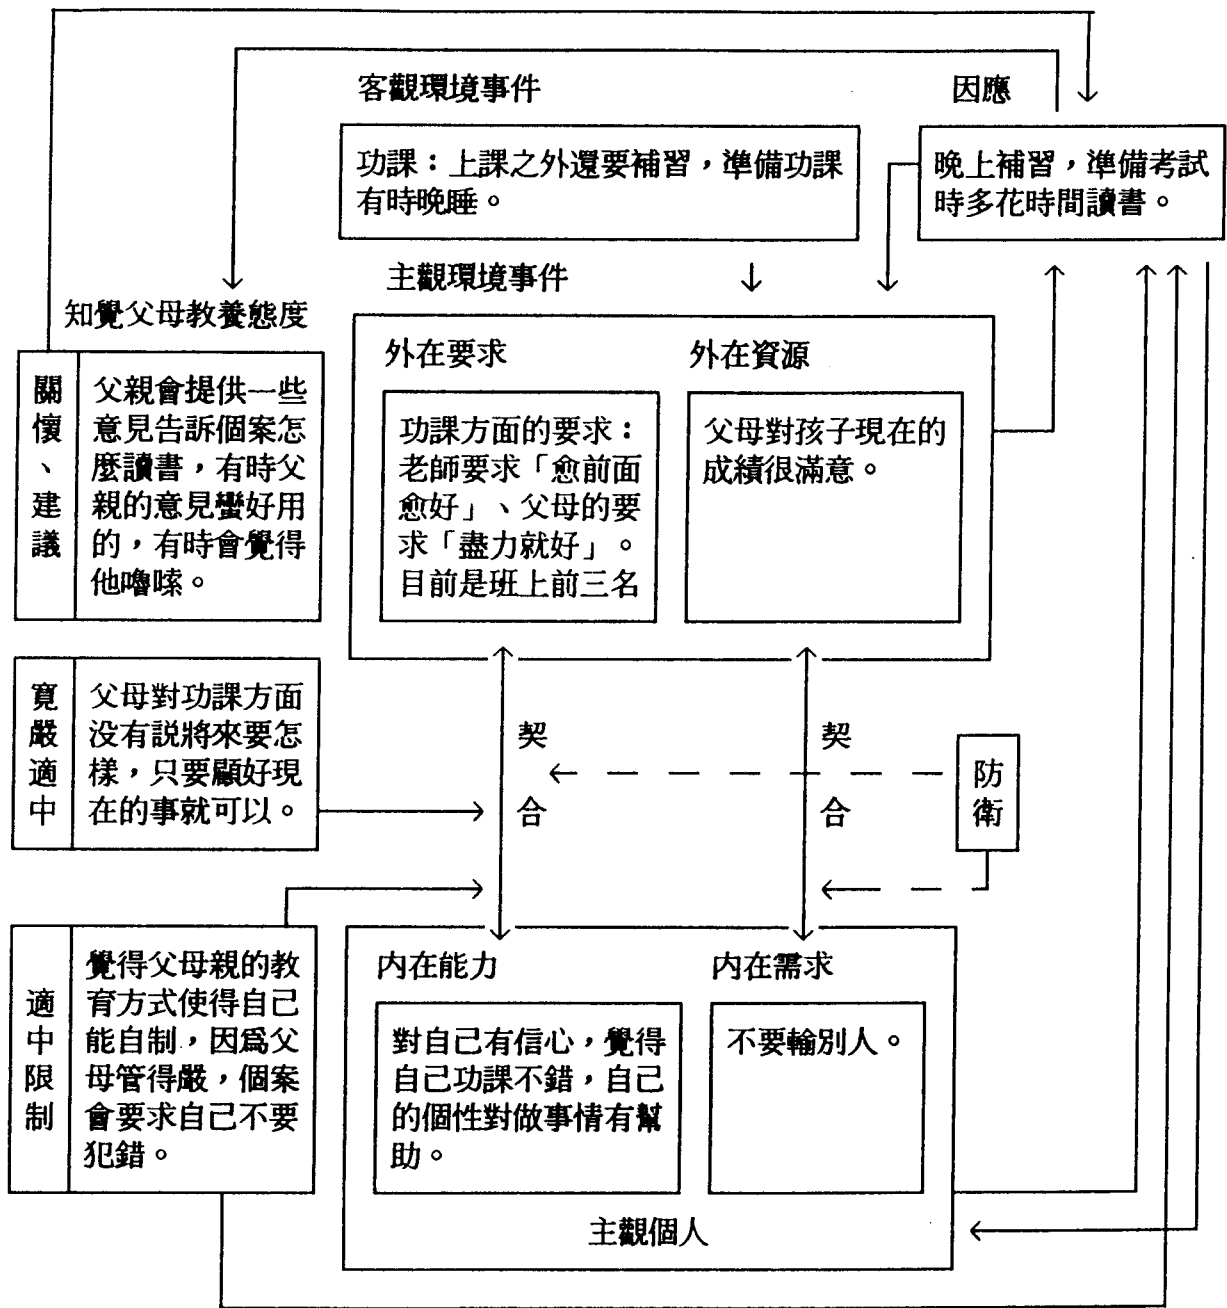 客觀環境事件
因應
功課：上課之外還要補習，準備功課
有時晚睡。
晚上補習，準備考試
時多花時間讀書。
主觀環境事件
知覺父母教養態度
關懷、建議
父親會提供一些
意見告訴個案怎
麼讀書，有時父
親的意見蠻好用
的，有時會覺得
他嚕嗦。
外在要求
功課方面的要求：
老師要求「愈前面
愈好」、父母的要
求「盡力就好」。
目前是班上前三名
外在資源
父母對孩子現在的
成績很滿意。
寬嚴適中
父母對功課方面
没有說將來要怎
樣，只要顧好現
在的事就可以。
契合
契合
防衛
適中限制
覺得父母親的教
育方式使得自己
能自制，因爲父
母管得嚴，個案
會要求自己不要
犯錯。
内在能力
對自己有信心，覺得
自己功課不錯，自己
的個性對做事情有幫
助。
内在需求
不要輸別人。
主觀個人